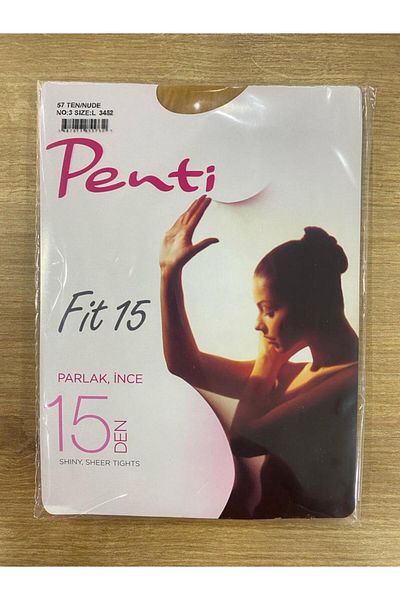 57 TEN/NUDE
NO:3 SIZE:L 3482
Penti
Fit 15
PARLAK, İNCE
15 DEN
SHINY, SHEER TIGHTS